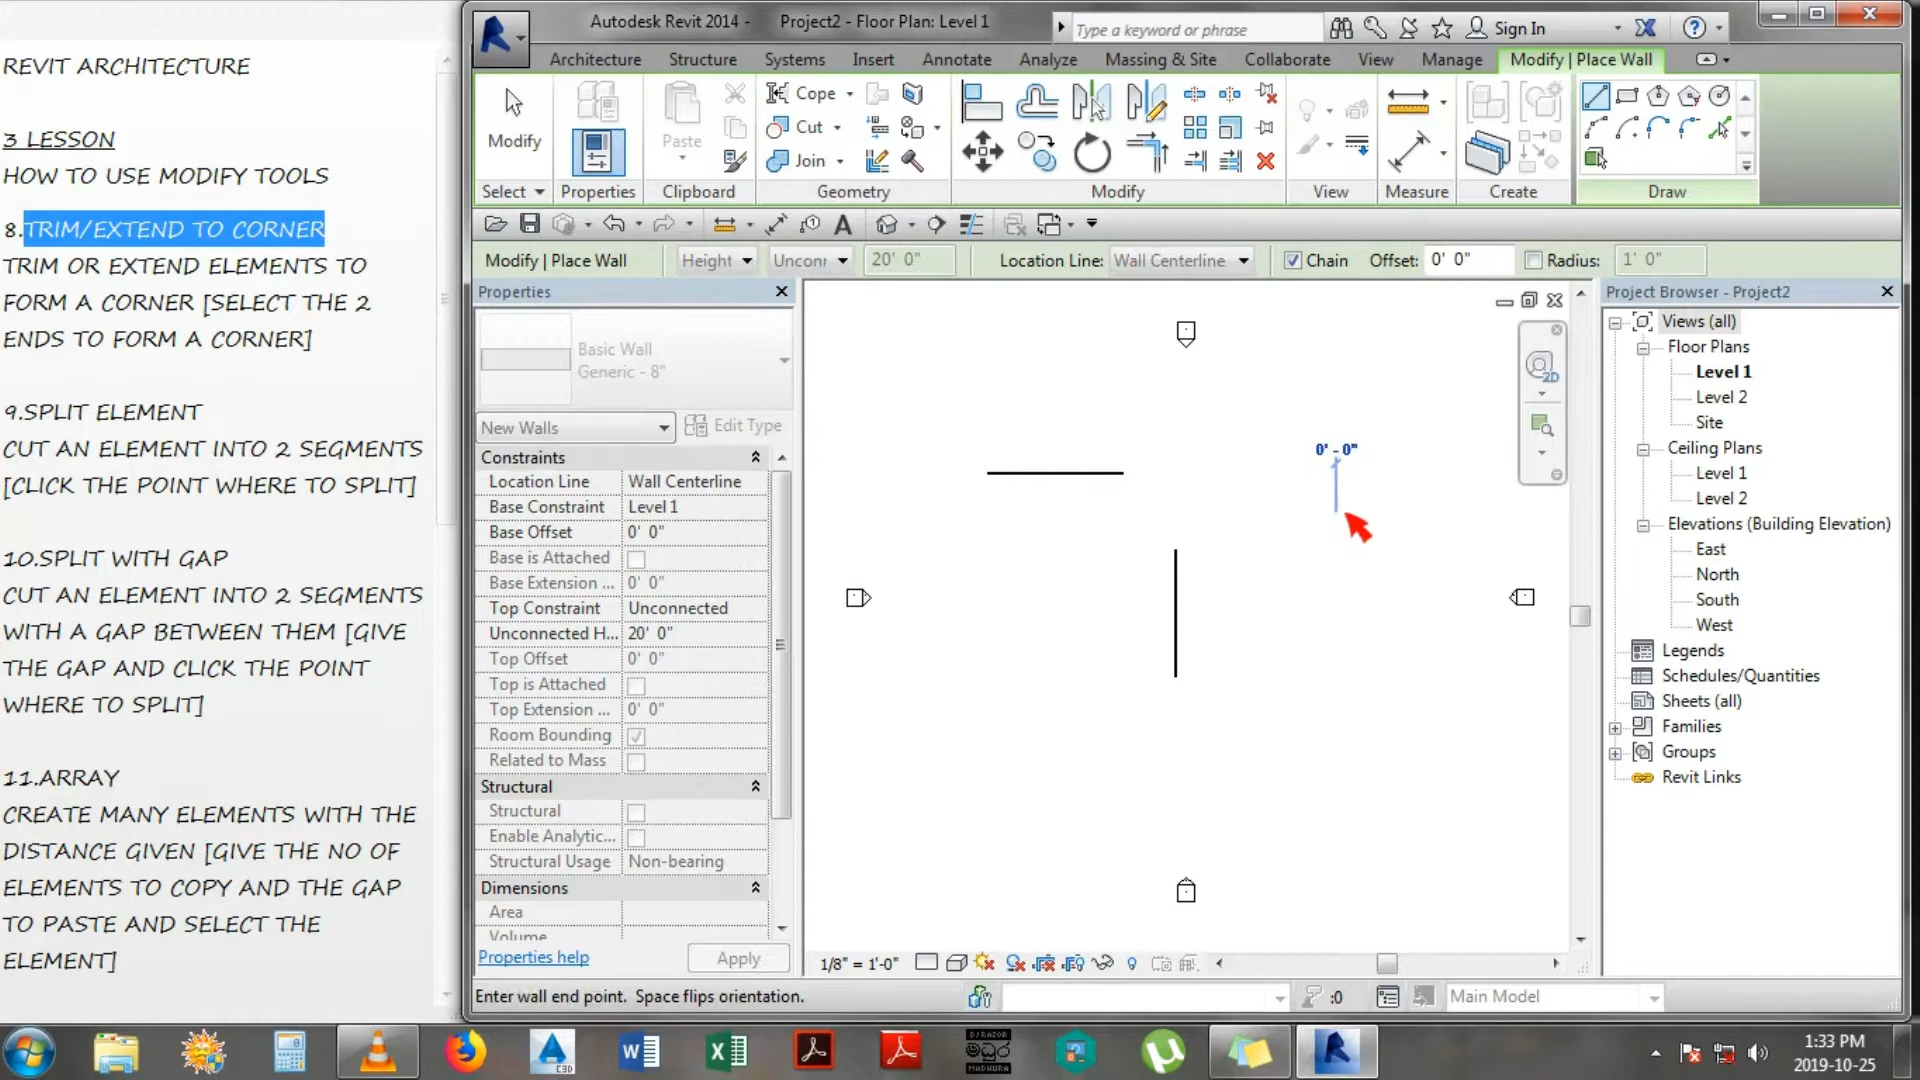 REVIT ARCHITECTURE
3 LESSON
HOW TO USE MODIFY TOOLS
8.TRIM/EXTEND TO CORNER
TRIM OR EXTEND ELEMENTS TO
FORM A CORNER [SELECT THE 2
ENDS TO FORM A CORNER]
9.SPLIT ELEMENT
CUT AN ELEMENT INTO 2 SEGMENTS
[CLICK THE POINT WHERE TO SPLIT]
10.SPLIT WITH GAP
CUT AN ELEMENT INTO 2 SEGMENTS
WITH A GAP BETWEEN THEM [GIVE
THE GAP AND CLICK THE POINT
WHERE TO SPLIT]
11.ARRAY
CREATE MANY ELEMENTS WITH THE
DISTANCE GIVEN [GIVE THE NO OF
ELEMENTS TO COPY AND THE GAP
TO PASTE AND SELECT THE
ELEMENT]
Autodesk Revit 2014 - Project2 - Floor Plan: Level 1
Type a keyword or phrase
Sign In
Architecture Structure Systems Insert Annotate Analyze Massing & Site Collaborate View Manage Modify | Place Wall
Modify
Paste
Cope
Cut
Join
Select Properties Clipboard Geometry Modify View Measure Create Draw
Modify | Place Wall Height Unconr 20' 0" Location Line: Wall Centerline Chain Offset: 0' 0" Radius: 1' 0"
Properties
Basic Wall
Generic - 8"
New Walls Edit Type
Constraints
Location Line Wall Centerline
Base Constraint Level 1
Base Offset 0' 0"
Base is Attached
Base Extension ... 0' 0"
Top Constraint Unconnected
Unconnected H... 20' 0"
Top Offset 0' 0"
Top is Attached
Top Extension ... 0' 0"
Room Bounding
Related to Mass
Structural
Structural
Enable Analytic...
Structural Usage Non-bearing
Dimensions
Area
Volume
Properties help Apply
2D
0' - 0"
1/8" = 1'-0"
Project Browser - Project2
Views (all)
Floor Plans
Level 1
Level 2
Site
Ceiling Plans
Level 1
Level 2
Elevations (Building Elevation)
East
North
South
West
Legends
Schedules/Quantities
Sheets (all)
Families
Groups
Revit Links
Enter wall end point. Space flips orientation.
:0
Main Model
C3D
DJ RAZOR
මධුර
MADHURA
1:33 PM
2019-10-25